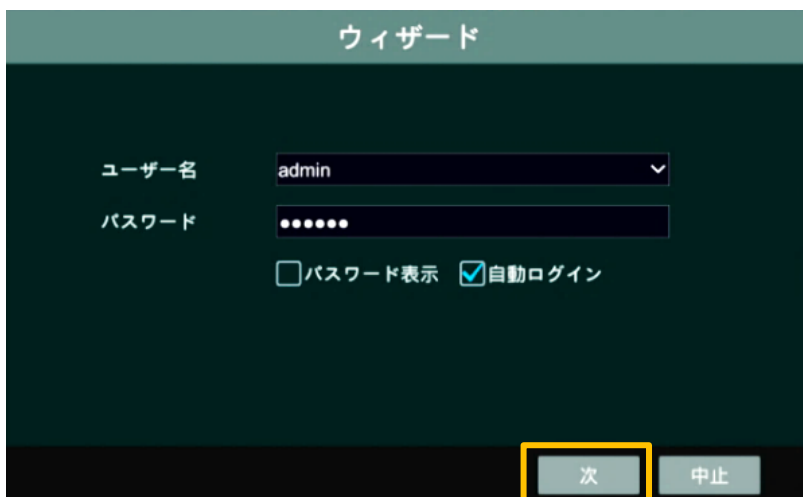 ウィザード
ユーザー名 admin
パスワード ●●●●●●
パスワード表示 自動ログイン
次 中止